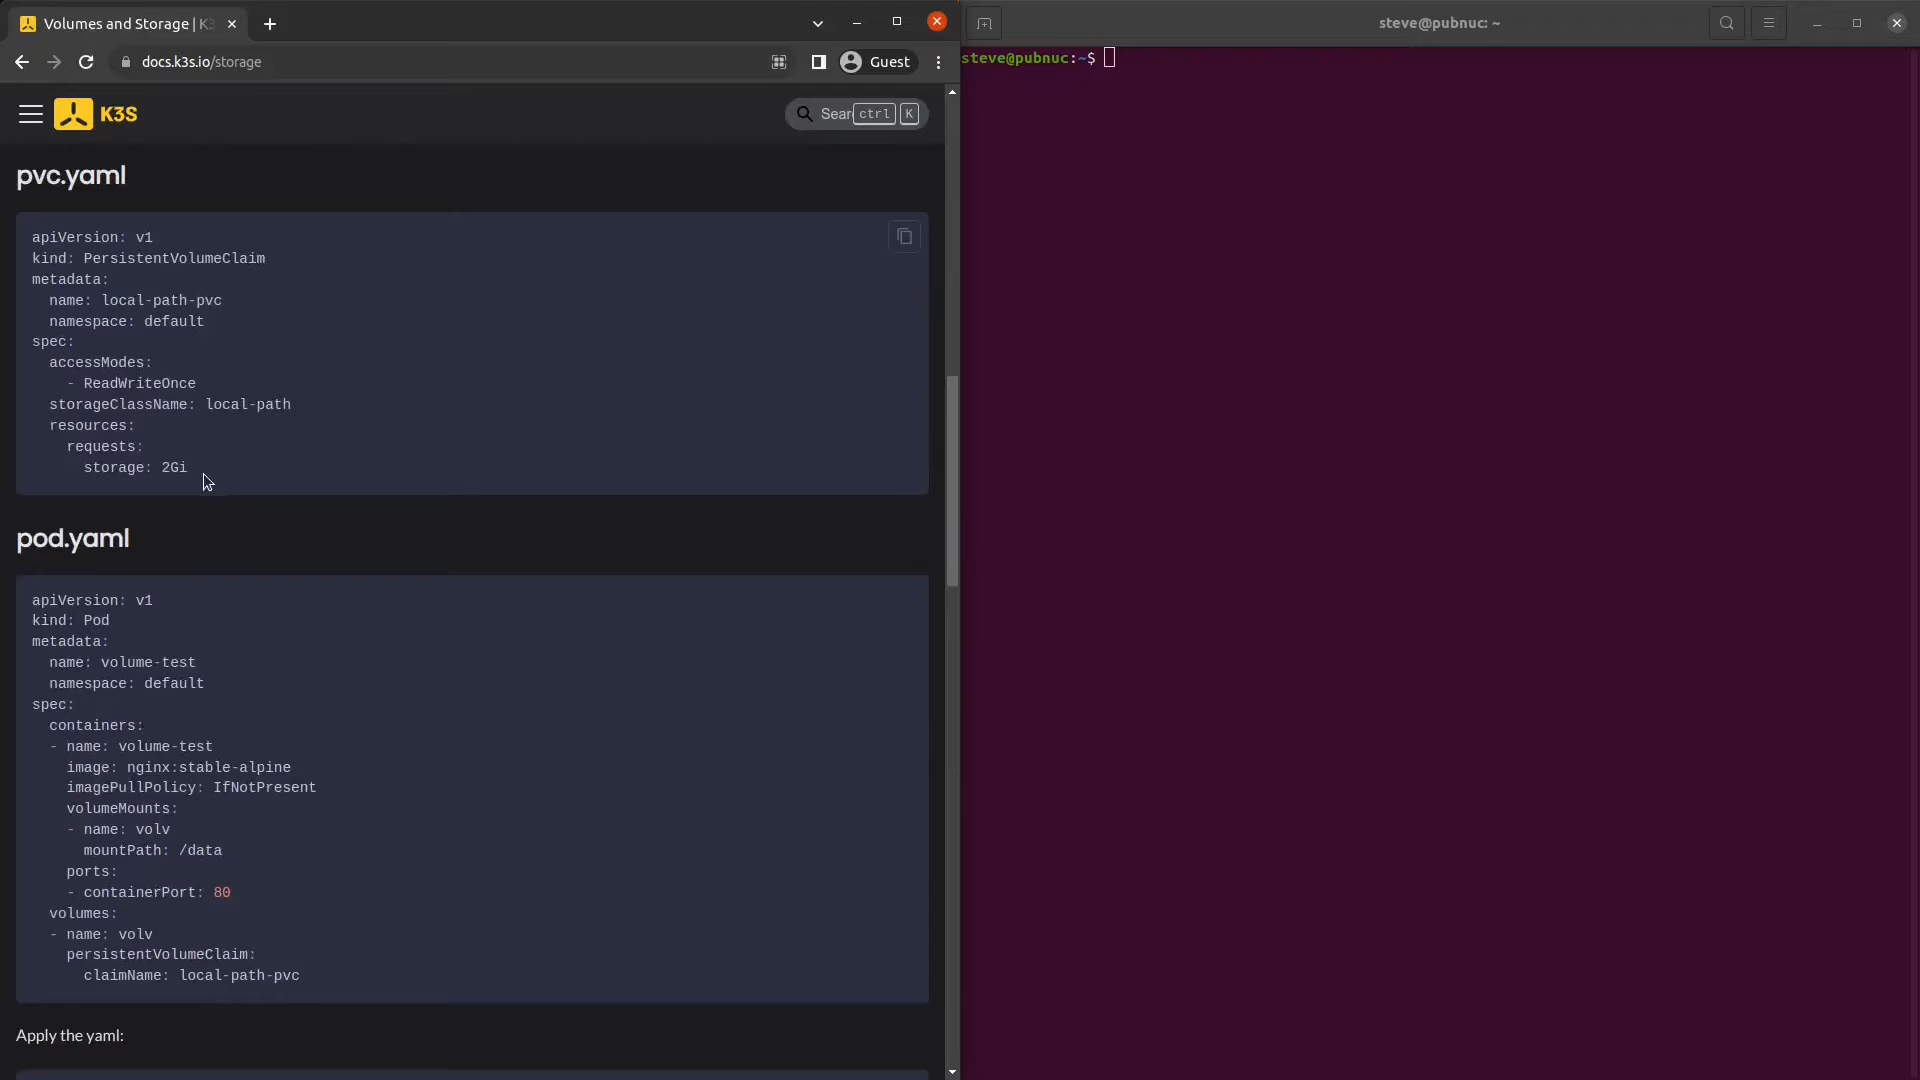 Volumes and Storage | K3
docs.k3s.io/storage
Guest
K3S
Sear
ctrl
K
pvc.yaml
apiVersion: v1
kind: PersistentVolumeClaim
metadata:
  name: local-path-pvc
  namespace: default
spec:
  accessModes:
    - ReadWriteOnce
  storageClassName: local-path
  resources:
    requests:
      storage: 2Gi
pod.yaml
apiVersion: v1
kind: Pod
metadata:
  name: volume-test
  namespace: default
spec:
  containers:
  - name: volume-test
    image: nginx:stable-alpine
    imagePullPolicy: IfNotPresent
    volumeMounts:
    - name: volv
      mountPath: /data
    ports:
    - containerPort: 80
  volumes:
  - name: volv
    persistentVolumeClaim:
      claimName: local-path-pvc
Apply the yaml:
steve@pubnuc: ~
steve@pubnuc:~$